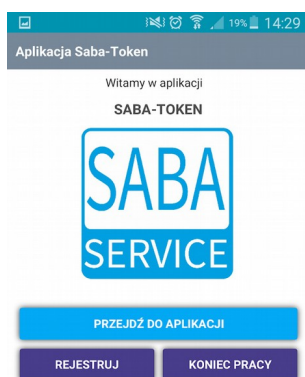 19% 14:29
Aplikacja Saba-Token
Witamy w aplikacji
SABA-TOKEN
SABA
SERVICE
PRZEJDŹ DO APLIKACJI
REJESTRUJ KONIEC PRACY